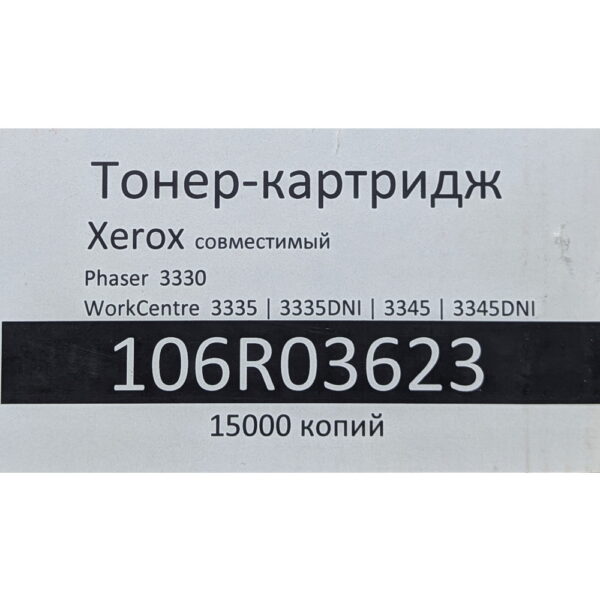 Тонер-картридж
Xerox совместимый
Phaser 3330
WorkCentre 3335 | 3335DNI | 3345 | 3345DNI
106R03623
15000 копий